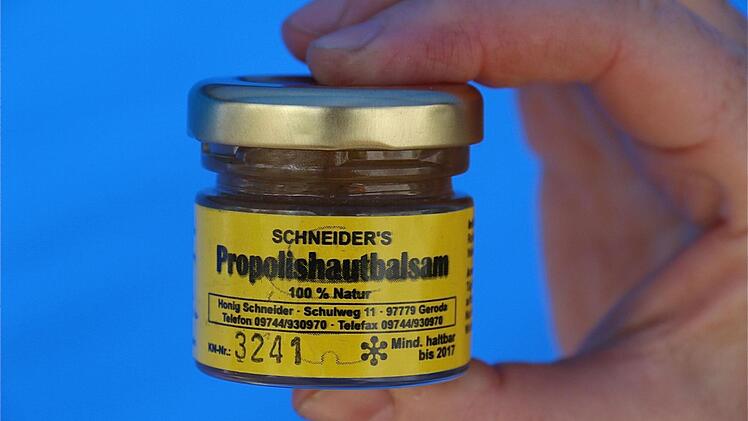 SCHNEIDER'S
Propolishautbalsam
100 % Natur
Honig Schneider · Schulweg 11 · 97779 Geroda
Telefon 09744/930970 · Telefax 09744/930970
KN-Nr.: 3241
Mind. haltbar
bis 2017